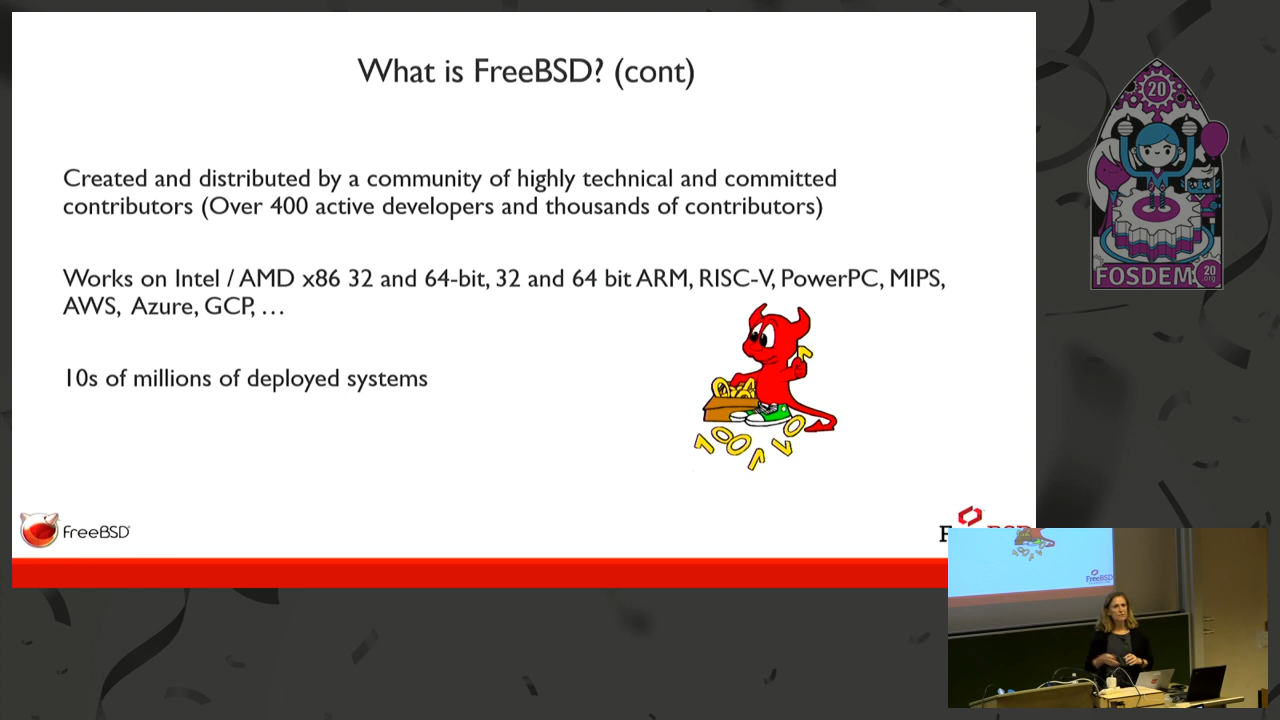 What is FreeBSD? (cont)
Created and distributed by a community of highly technical and committed
contributors (Over 400 active developers and thousands of contributors)
Works on Intel / AMD x86 32 and 64-bit, 32 and 64 bit ARM, RISC-V, PowerPC, MIPS,
AWS, Azure, GCP, …
10s of millions of deployed systems
FreeBSD
20
FOSDEM 20
.org
FreeBSD